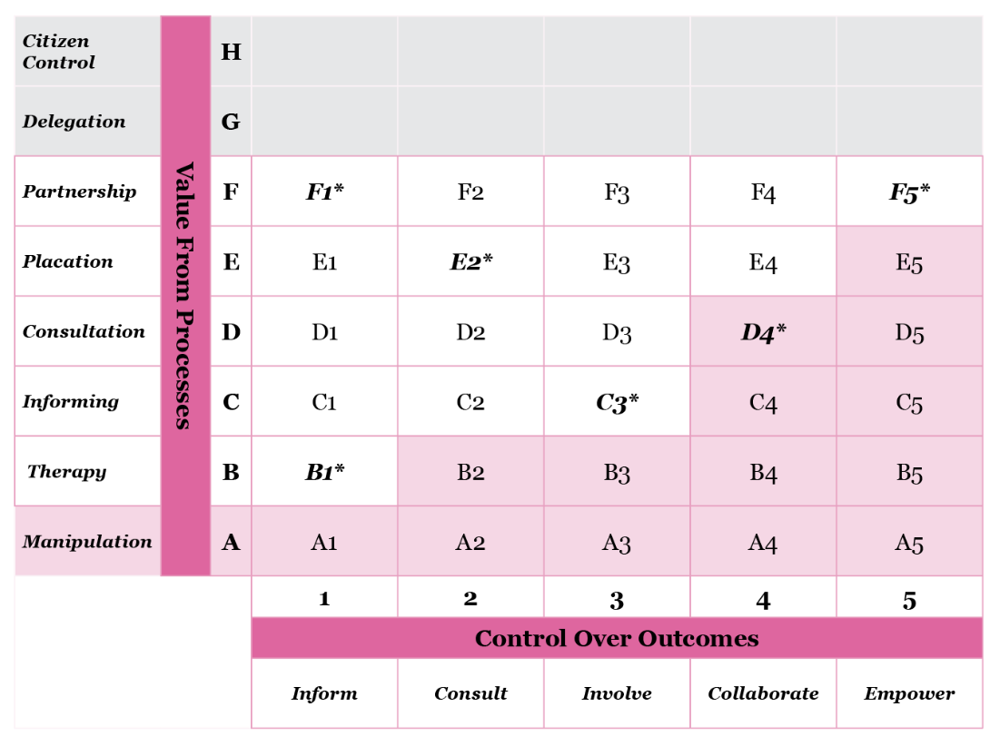 Citizen
Control
H
Delegation
G
Value From Processes
Partnership F F1* F2 F3 F4 F5*
Placation E E1 E2* E3 E4 E5
Consultation D D1 D2 D3 D4* D5
Informing C C1 C2 C3* C4 C5
Therapy B B1* B2 B3 B4 B5
Manipulation A A1 A2 A3 A4 A5
1 2 3 4 5
Control Over Outcomes
Inform Consult Involve Collaborate Empower